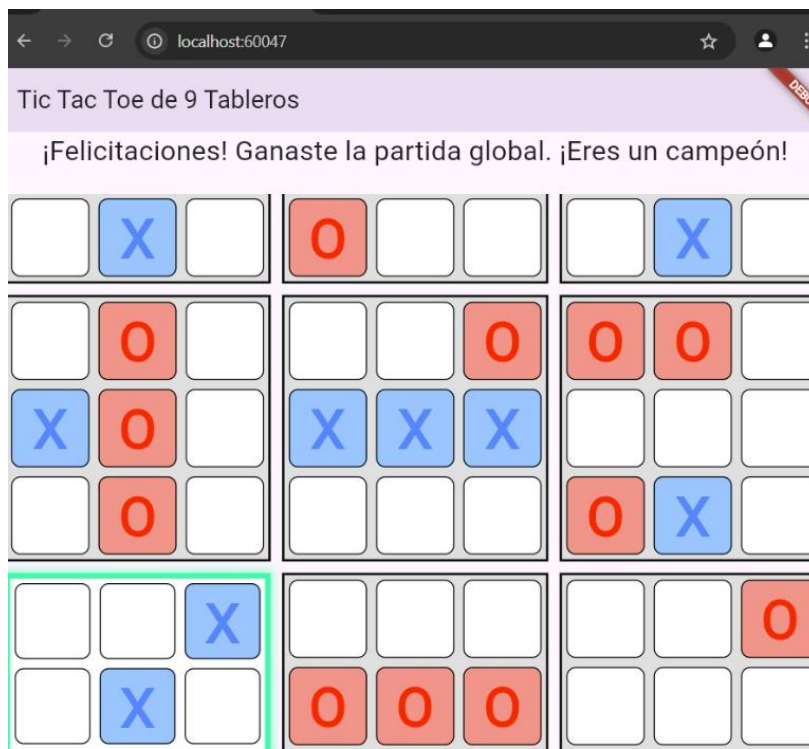 localhost:60047
Tic Tac Toe de 9 Tableros
¡Felicitaciones! Ganaste la partida global. ¡Eres un campeón!
X O X
O O O O
X O X X X
O O X
X O
X O O O